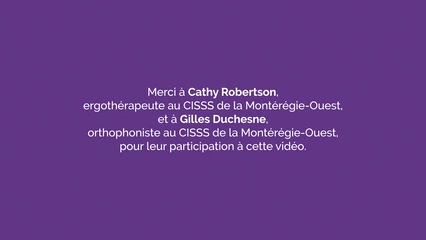 Merci à Cathy Robertson,
ergothérapeute au CISSS de la Montérégie-Ouest,
et à Gilles Duchesne,
orthophoniste au CISSS de la Montérégie-Ouest,
pour leur participation à cette vidéo.